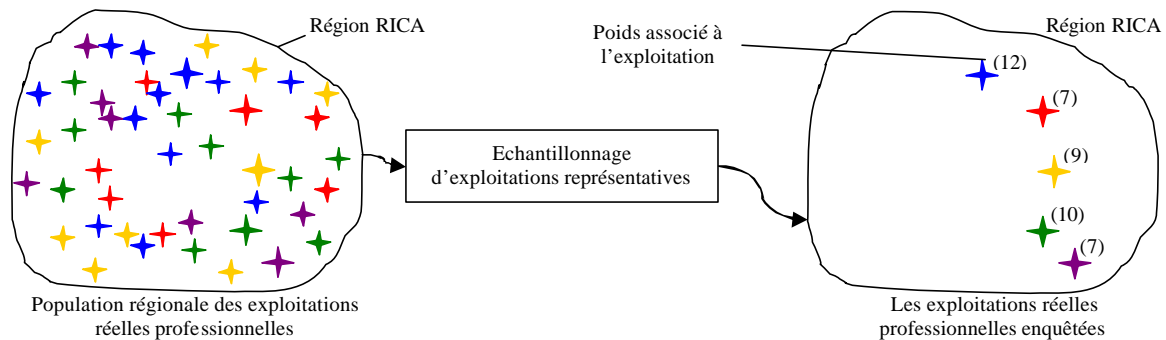 Région RICA
Poids associé à
l'exploitation
Région RICA
(12)
(7)
(9)
(10)
(7)
Echantillonnage
d'exploitations représentatives
Population régionale des exploitations
réelles professionnelles
Les exploitations réelles
professionnelles enquêtées